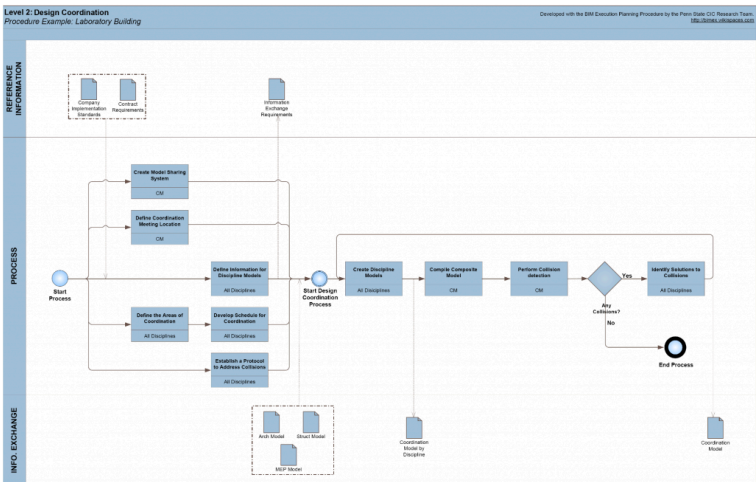 Level 2: Design Coordination
Procedure Example: Laboratory Building
Developed with the BIM Execution Planning Procedure by the Penn State CIC Research Team.
http://bimex.wikispaces.com
REFERENCE
INFORMATION
Company
Implementation
Standards
Contract
Requirements
Information
Exchange
Requirements
PROCESS
Create Model Sharing
System
CM
Define Coordination
Meeting Location
CM
Start
Process
Define Information for
Discipline Models
All Disciplines
Define the Areas of
Coordination
All Disciplines
Develop Schedule for
Coordination
All Disciplines
Establish a Protocol
to Address Collisions
All Disciplines
Start Design
Coordination
Process
Create Discipline
Models
All Disciplines
Compile Composite
Model
CM
Perform Collision
detection
CM
Any
Collisions?
Yes
No
Identify Solutions to
Collisions
All Disciplines
End Process
INFO. EXCHANGE
Arch Model
Struct Model
MEP Model
Coordination
Model by
Discipline
Coordination
Model